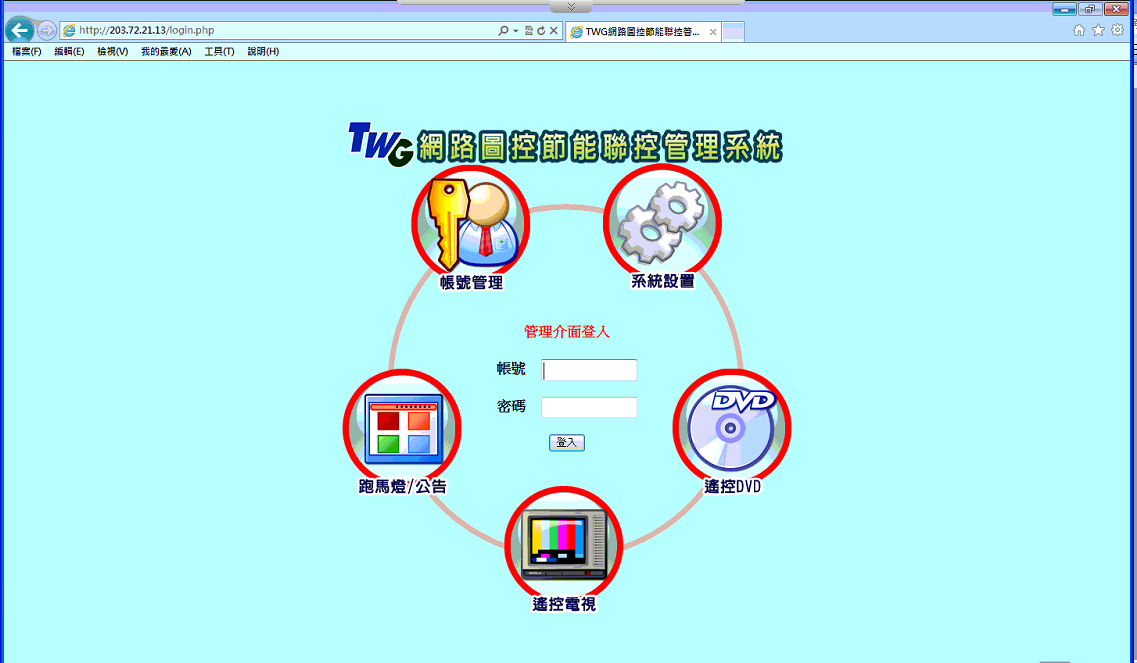 http://203.72.21.13/login.php
TWG網路圖控節能聯控管...
檔案(F) 編輯(E) 檢視(V) 我的最愛(A) 工具(T) 說明(H)
TWG網路圖控節能聯控管理系統
帳號管理
系統設置
管理介面登入
帳號
密碼
登入
跑馬燈/公告
DVD
遙控DVD
遙控電視